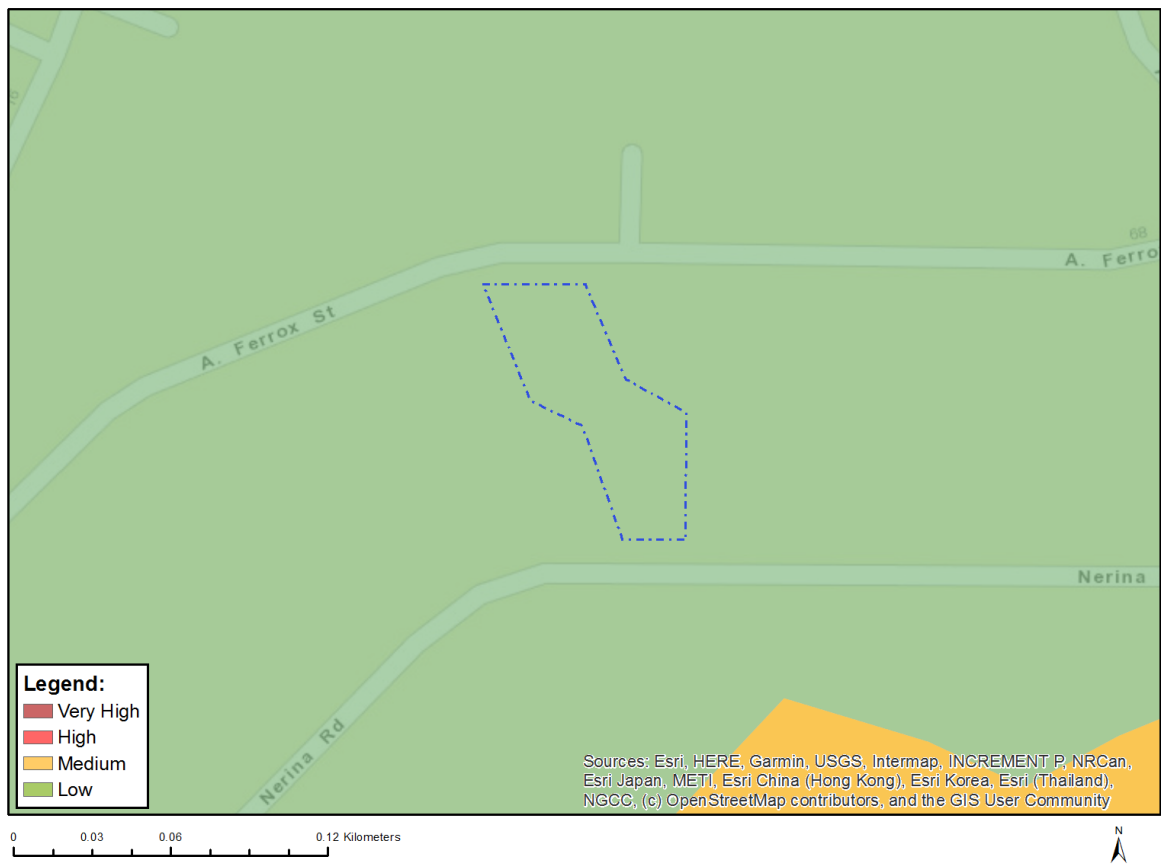 68
A. Ferro
A. Ferrox St
Nerina
Nerina Rd
Legend:
Very High
High
Medium
Low
Sources: Esri, HERE, Garmin, USGS, Intermap, INCREMENT P, NRCan,
Esri Japan, METI, Esri China (Hong Kong), Esri Korea, Esri (Thailand),
NGCC, (c) OpenStreetMap contributors, and the GIS User Community
0 0.03 0.06 0.12 Kilometers
N